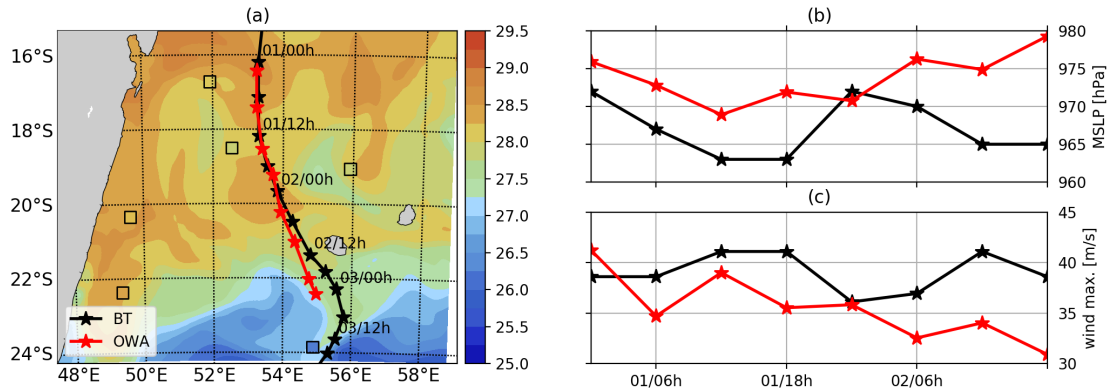 (a)
16°S
18°S
20°S
22°S
24°S
48°E 50°E 52°E 54°E 56°E 58°E
01/00h
01/12h
02/00h
02/12h
03/00h
03/12h
BT
OWA
29.5
29.0
28.5
28.0
27.5
27.0
26.5
26.0
25.5
25.0
(b)
980
975
970
965
960
MSLP [hPa]
(c)
45
40
35
30
wind max. [m/s]
01/06h 01/18h 02/06h